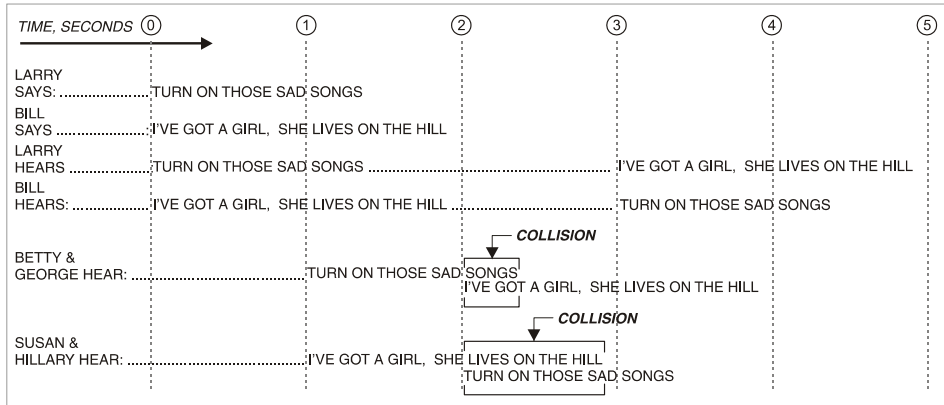 TIME, SECONDS 0 1 2 3 4 5
LARRY
SAYS: TURN ON THOSE SAD SONGS
BILL
SAYS : I'VE GOT A GIRL, SHE LIVES ON THE HILL
LARRY
HEARS TURN ON THOSE SAD SONGS I'VE GOT A GIRL, SHE LIVES ON THE HILL
BILL
HEARS: I'VE GOT A GIRL, SHE LIVES ON THE HILL TURN ON THOSE SAD SONGS
COLLISION
BETTY &
GEORGE HEAR: TURN ON THOSE SAD SONGS
I'VE GOT A GIRL, SHE LIVES ON THE HILL
COLLISION
SUSAN &
HILLARY HEAR: I'VE GOT A GIRL, SHE LIVES ON THE HILL
TURN ON THOSE SAD SONGS